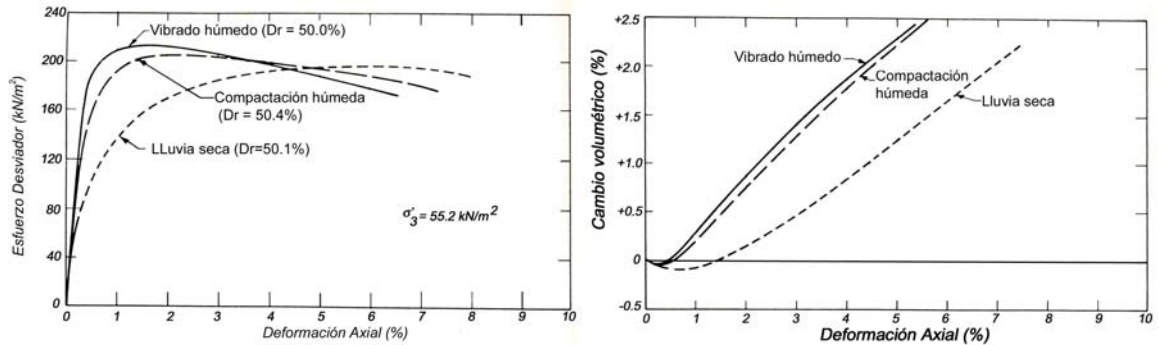 240
200
160
120
80
40
0
Esfuerzo Desviador (kN/m²)
Vibrado húmedo (Dr = 50.0%)
Compactación húmeda
(Dr = 50.4%)
LLuvia seca (Dr=50.1%)
σ'3 = 55.2 kN/m²
0 1 2 3 4 5 6 7 8 9 10
Deformación Axial (%)
+2.5
+2.0
+1.5
+1.0
+0.5
0
-0.5
Cambio volumétrico (%)
Vibrado húmedo
Compactación
húmeda
Lluvia seca
0 1 2 3 4 5 6 7 8 9 10
Deformación Axial (%)